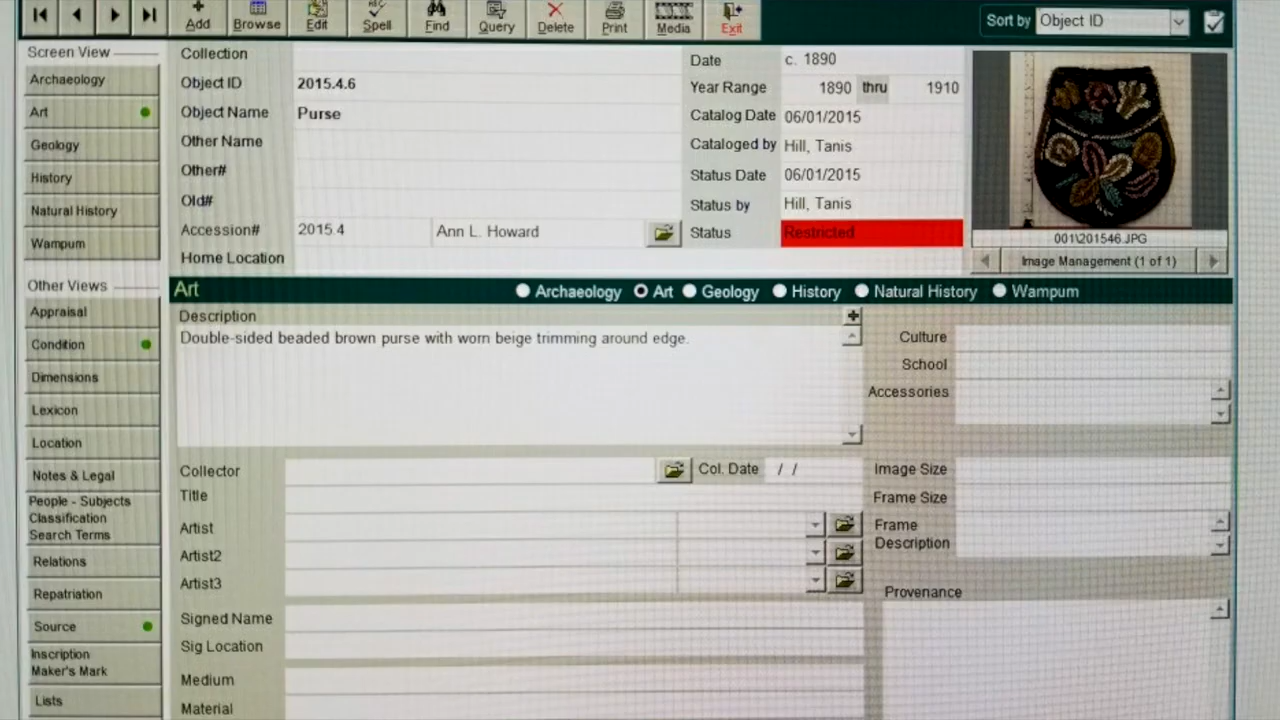 Add Browse Edit Spell Find Query Delete Print Media Exit Sort by Object ID
Screen View
Archaeology
Art
Geology
History
Natural History
Wampum
Other Views
Appraisal
Condition
Dimensions
Lexicon
Location
Notes & Legal
People - Subjects
Classification
Search Terms
Relations
Repatriation
Source
Inscription
Maker's Mark
Lists
Collection
Object ID 2015.4.6
Object Name Purse
Other Name
Other#
Old#
Accession# 2015.4 Ann L. Howard
Home Location
Date c. 1890
Year Range 1890 thru 1910
Catalog Date 06/01/2015
Cataloged by Hill, Tanis
Status Date 06/01/2015
Status by Hill, Tanis
Status Restricted
001\201546.JPG
Image Management (1 of 1)
Art Archaeology Art Geology History Natural History Wampum
Description
Double-sided beaded brown purse with worn beige trimming around edge.
Culture
School
Accessories
Collector Col. Date / /
Title
Artist
Artist2
Artist3
Signed Name
Sig Location
Medium
Material
Image Size
Frame Size
Frame
Description
Provenance